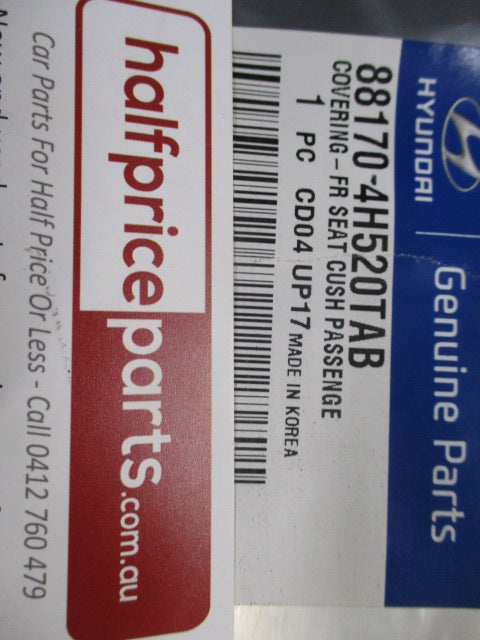 HYUNDAI
Genuine Parts
88170-4H520TAB
COVERING-FR SEAT CUSH PASSENGE
1 PC CD04 UP17 MADE IN KOREA
halfpriceparts.com.au
Car Parts For Half Price Or Less - Call 0412 760 479